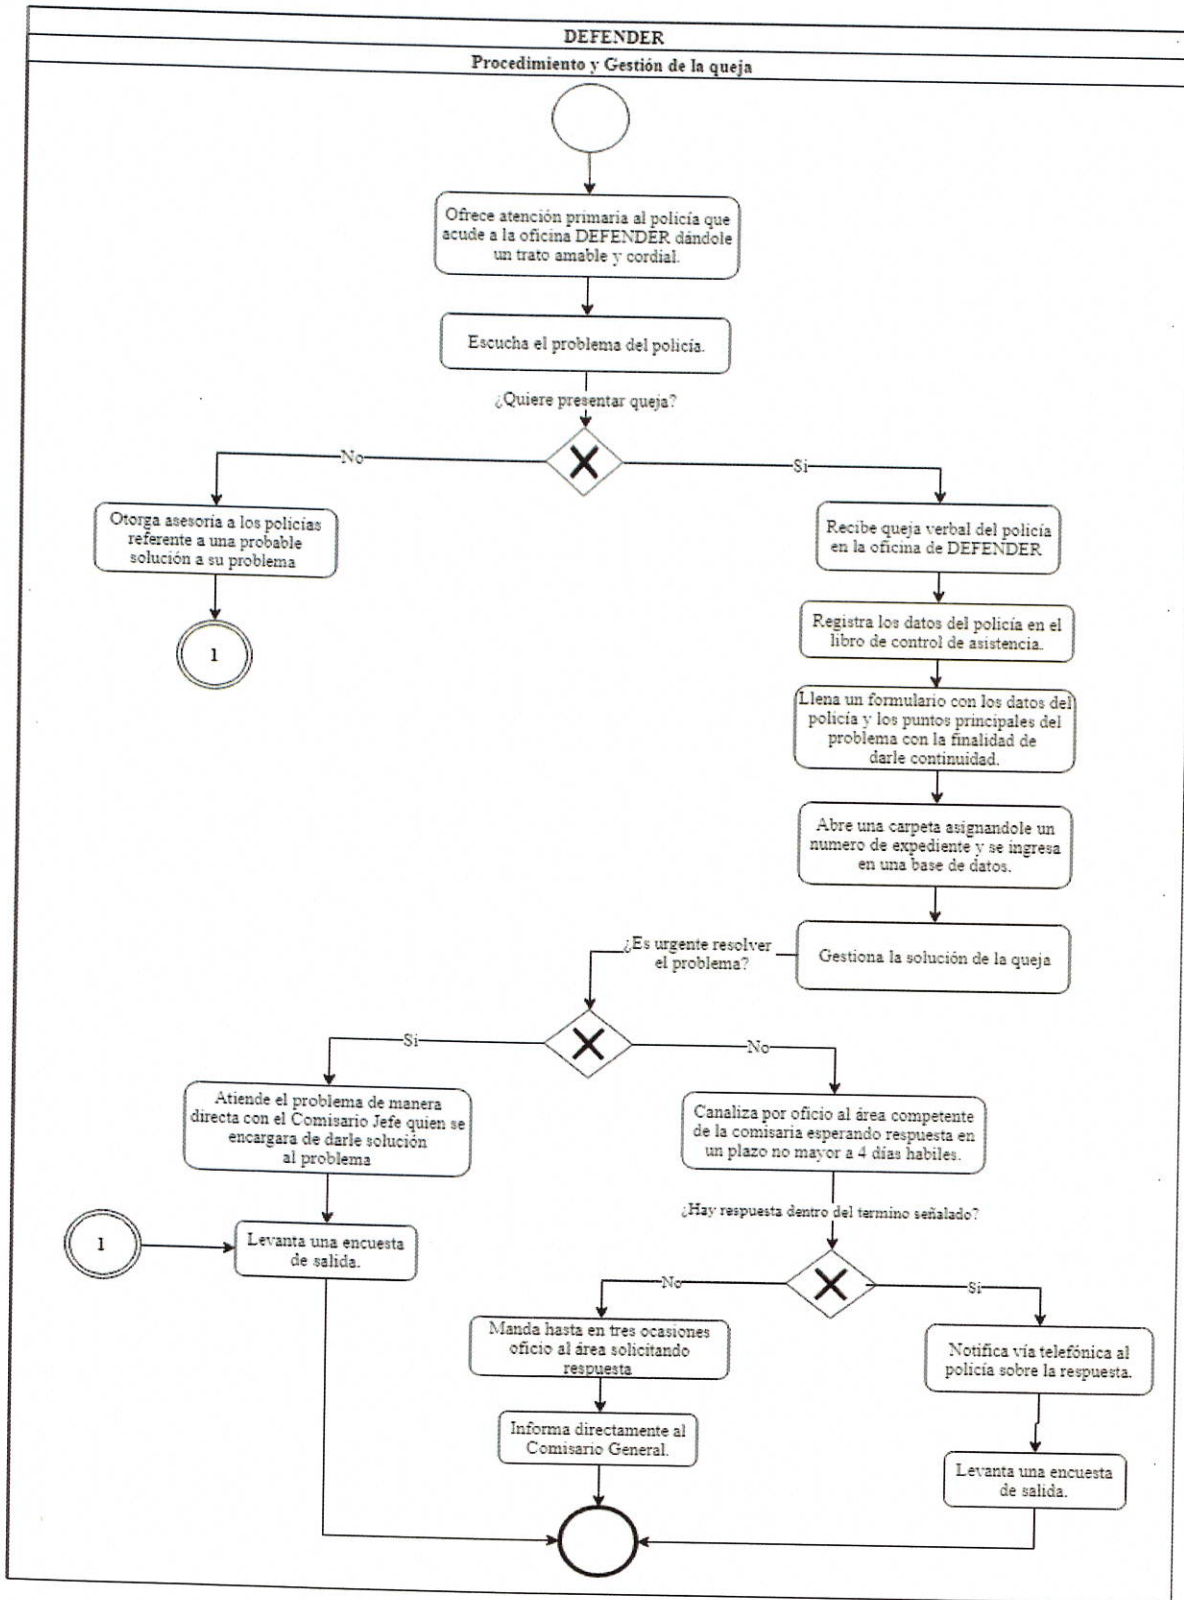 DEFENDER
Procedimiento y Gestión de la queja
Ofrece atención primaria al policía que
acude a la oficina DEFENDER dándole
un trato amable y cordial.
Escucha el problema del policía.
¿Quiere presentar queja?
No
Si
Otorga asesoria a los policias
referente a una probable
solución a su problema
1
Recibe queja verbal del policía
en la oficina de DEFENDER
Registra los datos del policía en el
libro de control de asistencia.
Llena un formulario con los datos del
policía y los puntos principales del
problema con la finalidad de
darle continuidad.
Abre una carpeta asignandole un
numero de expediente y se ingresa
en una base de datos.
Gestiona la solución de la queja
¿Es urgente resolver
el problema?
Si
No
Atiende el problema de manera
directa con el Comisario Jefe quien se
encargara de darle solución
al problema
Canaliza por oficio al área competente
de la comisaria esperando respuesta en
un plazo no mayor a 4 días habiles.
¿Hay respuesta dentro del termino señalado?
1
Levanta una encuesta
de salida.
No
Si
Manda hasta en tres ocasiones
oficio al área solicitando
respuesta
Notifica vía telefónica al
policía sobre la respuesta.
Informa directamente al
Comisario General.
Levanta una encuesta
de salida.